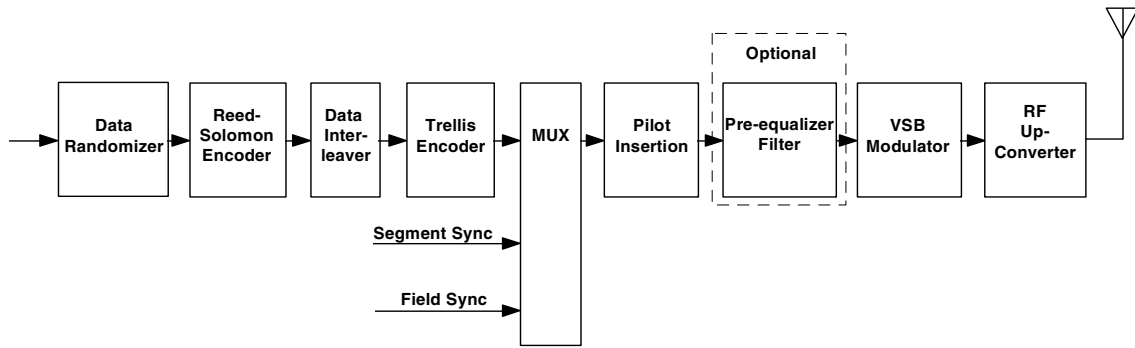 Optional
Data
Randomizer
Reed-
Solomon
Encoder
Data
Inter-
leaver
Trellis
Encoder
MUX
Pilot
Insertion
Pre-equalizer
Filter
VSB
Modulator
RF
Up-
Converter
Segment Sync
Field Sync